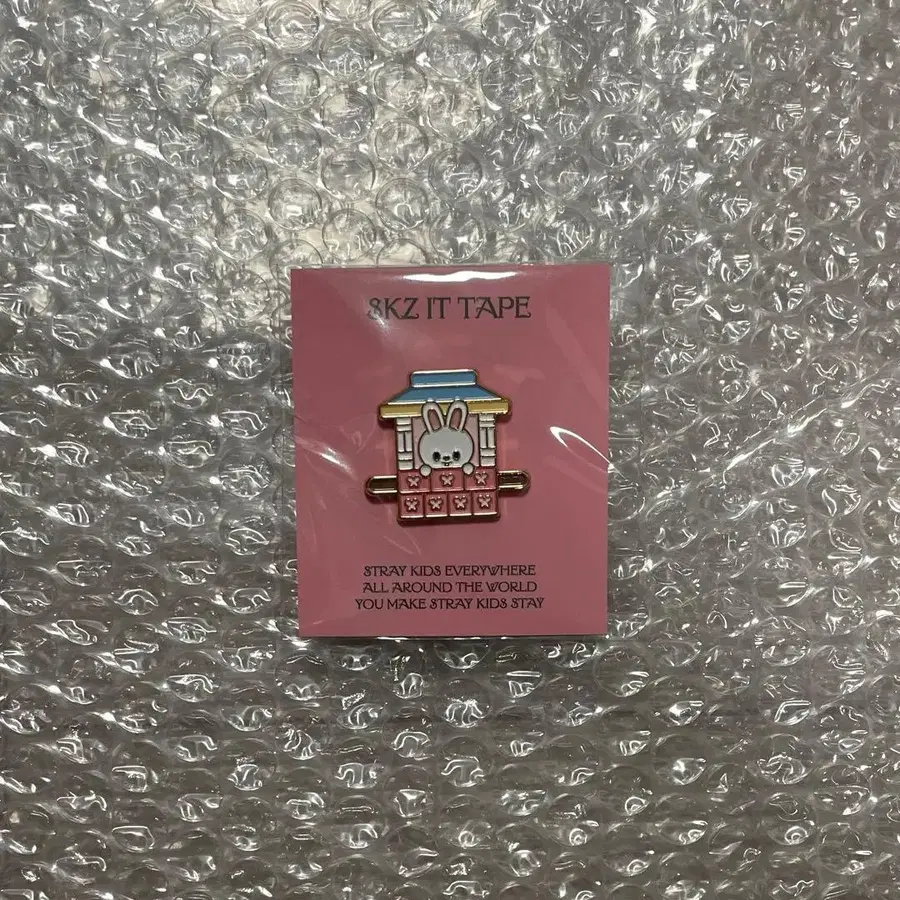 SKZ IT TAPE
STRAY KIDS EVERYWHERE
ALL AROUND THE WORLD
YOU MAKE STRAY KIDS STAY